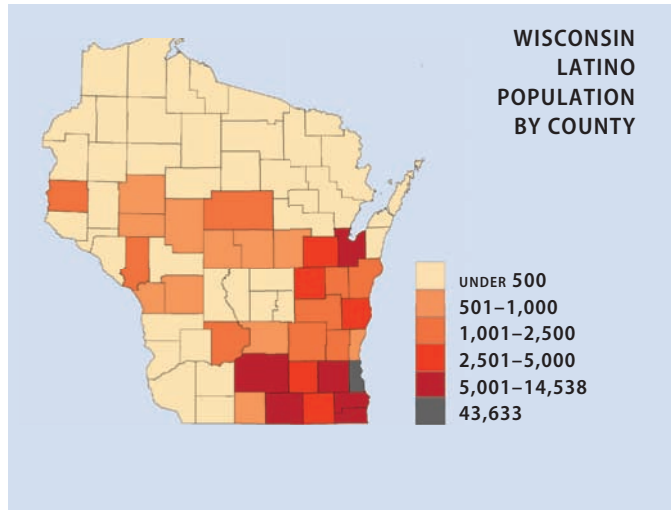 WISCONSIN
LATINO
POPULATION
BY COUNTY
UNDER 500
501–1,000
1,001–2,500
2,501–5,000
5,001–14,538
43,633